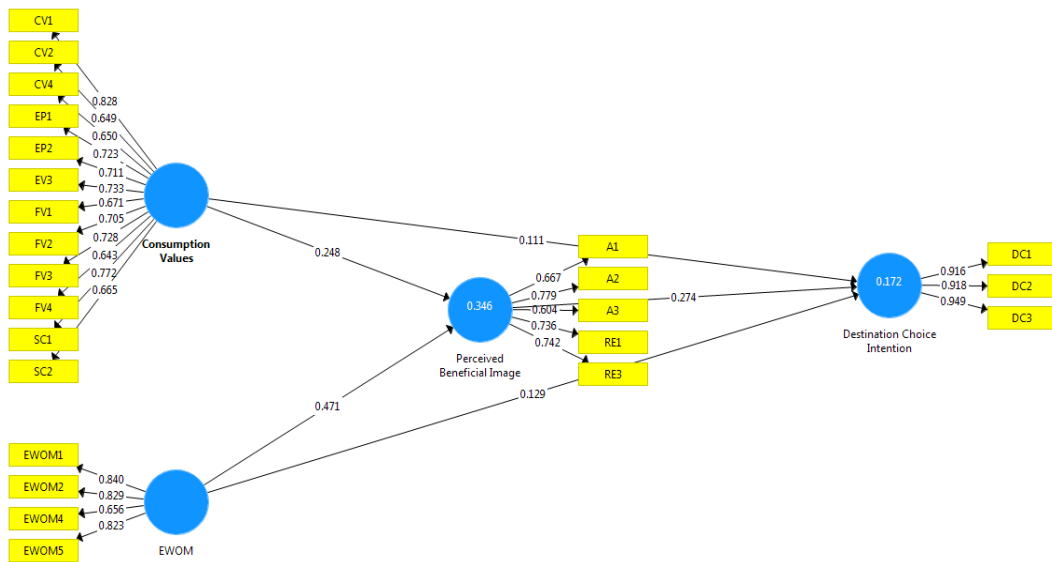 CV1
CV2
CV4
EP1
EP2
EV3
FV1
FV2
FV3
FV4
SC1
SC2
0.828
0.649
0.650
0.723
0.711
0.733
0.671
0.705
0.728
0.643
0.772
0.665
Consumption
Values
0.248
0.111
EWOM1
EWOM2
EWOM4
EWOM5
0.840
0.829
0.656
0.823
EWOM
0.471
0.129
0.346
Perceived
Beneficial Image
0.667
0.779
0.604
0.736
0.742
A1
A2
A3
RE1
RE3
0.274
0.172
Destination Choice
Intention
0.916
0.918
0.949
DC1
DC2
DC3